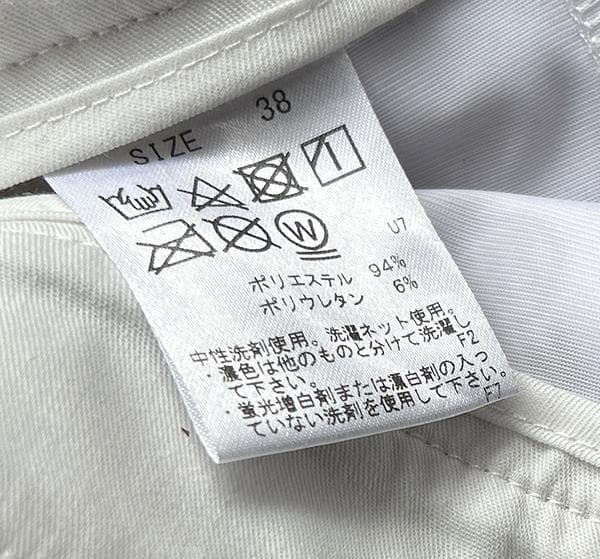 SIZE 38
W
U7
ポリエステル 94%
ポリウレタン 6%
中性洗剤使用。洗濯ネット使用。
・濃色は他のものと分けて洗濯し
て下さい。 F2
・蛍光増白剤または漂白剤の入っ
ていない洗剤を使用して下さい。
F7